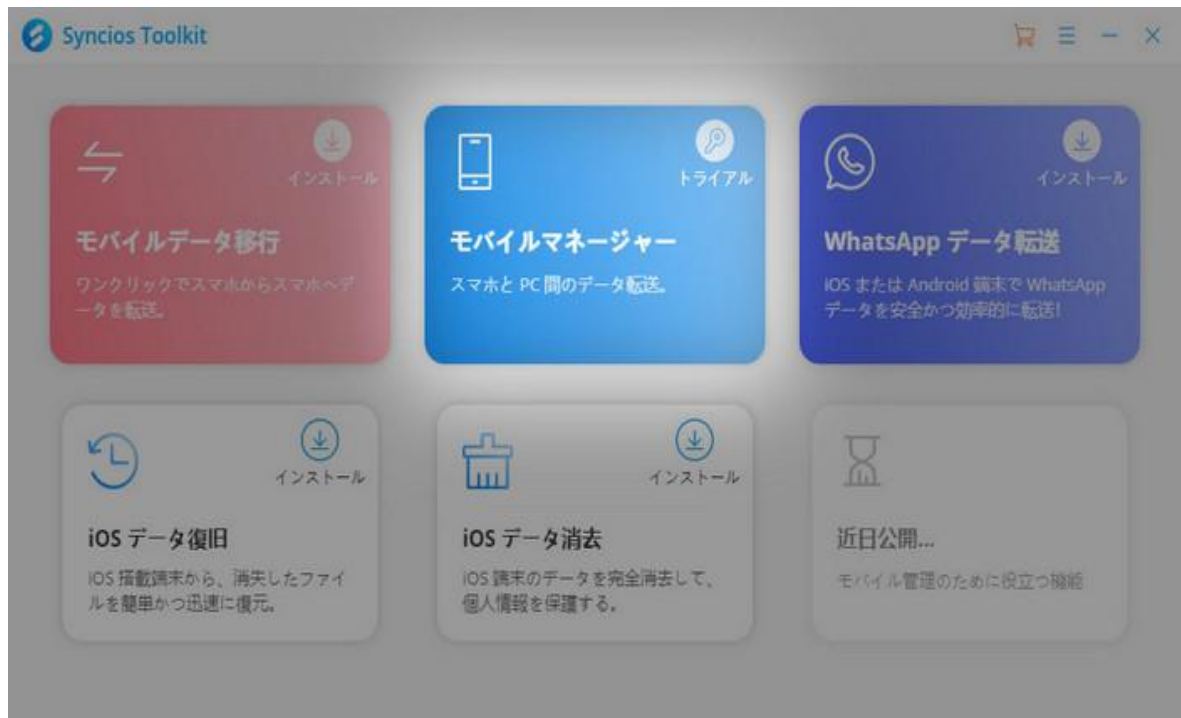 Syncios Toolkit
インストール
モバイルデータ移行
ワンクリックでスマホからスマホへデ
ータを転送。
トライアル
モバイルマネージャー
スマホと PC 間のデータ転送。
インストール
WhatsApp データ転送
iOS または Android 端末で WhatsApp
データを安全かつ効率的に転送!
インストール
iOS データ復旧
iOS 搭載端末から、消失したファイ
ルを簡単かつ迅速に復元。
インストール
iOS データ消去
iOS 端末のデータを完全消去して、
個人情報を保護する。
近日公開...
モバイル管理のために役立つ機能